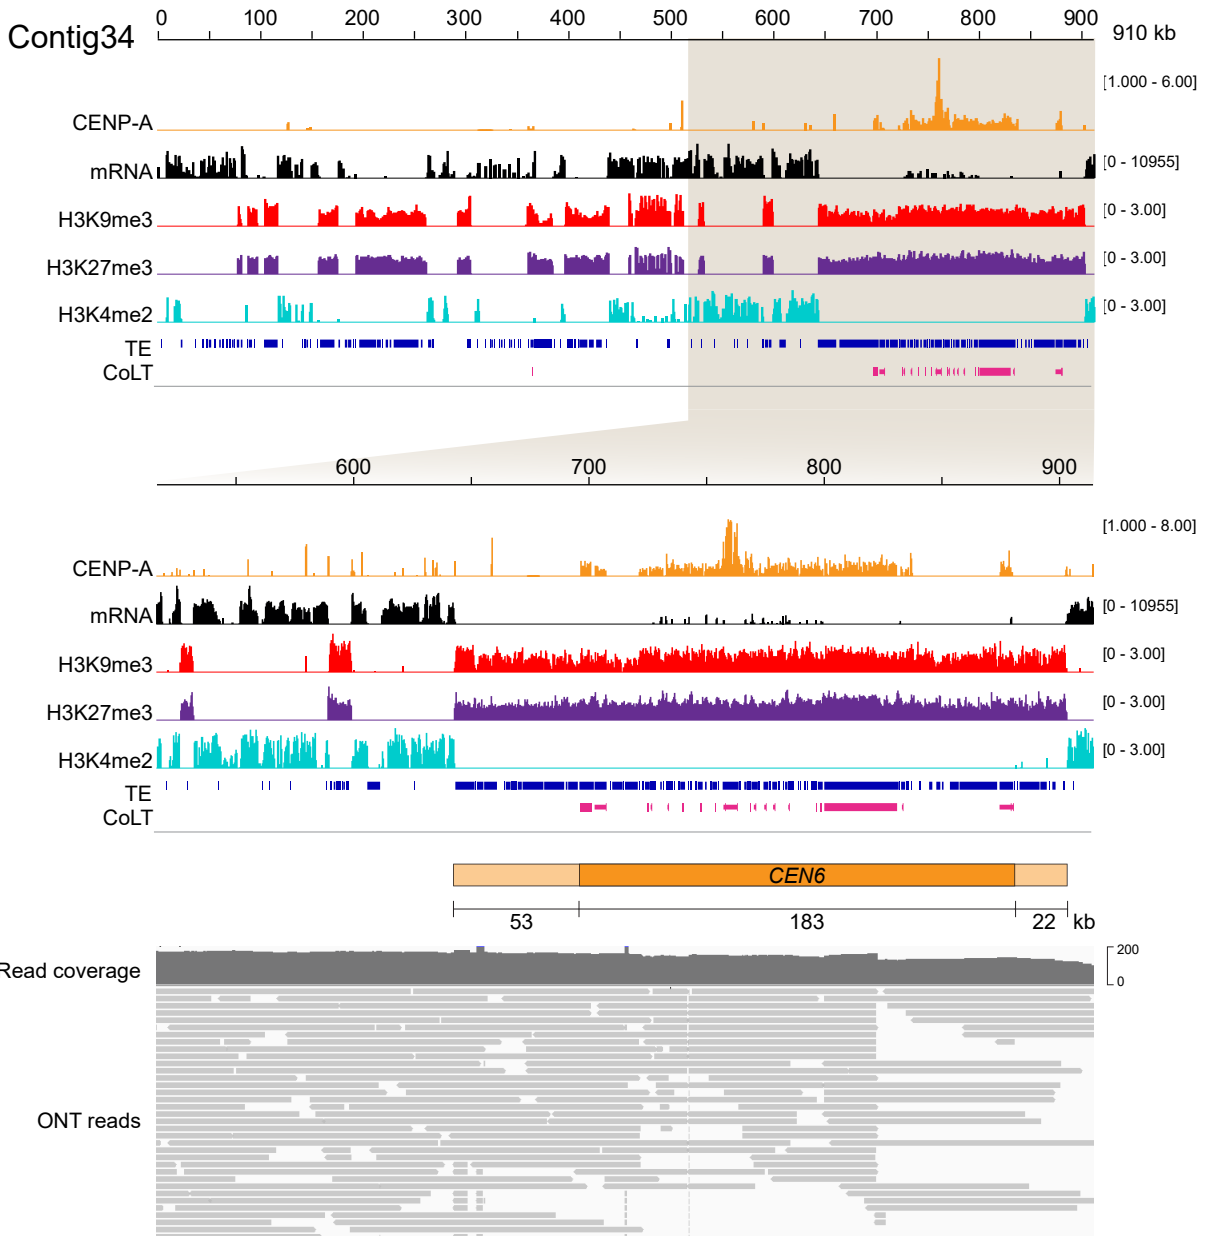 Contig34
0 100 200 300 400 500 600 700 800 900
910 kb
[1.000 - 6.00]
CENP-A
mRNA
[0 - 10955]
H3K9me3
[0 - 3.00]
H3K27me3
[0 - 3.00]
H3K4me2
[0 - 3.00]
TE
CoLT
600 700 800 900
[1.000 - 8.00]
CENP-A
mRNA
[0 - 10955]
H3K9me3
[0 - 3.00]
H3K27me3
[0 - 3.00]
H3K4me2
[0 - 3.00]
TE
CoLT
CEN6
53 183 22 kb
Read coverage
200
0
ONT reads